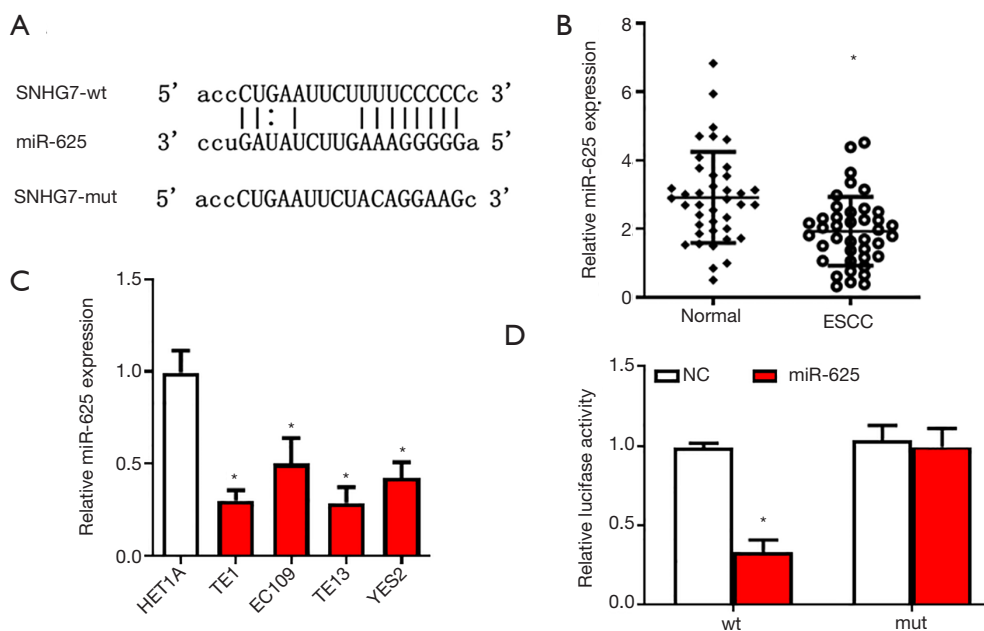 A
SNHG7-wt 5' accCUGAAUUCUUUUCCCCCc 3'
miR-625 3' ccuGAUAUCUUGAAAGGGGGa 5'
SNHG7-mut 5' accCUGAAUUCUACAGGAAGc 3'
B
Relative miR-625 expression
8
6
4
2
0
*
Normal ESCC
C
Relative miR-625 expression
1.5
1.0
0.5
0.0
* * * *
HET1A TE1 EC109 TE13 YES2
D
Relative lucifase activity
1.5
1.0
0.5
0.0
NC miR-625
*
wt mut